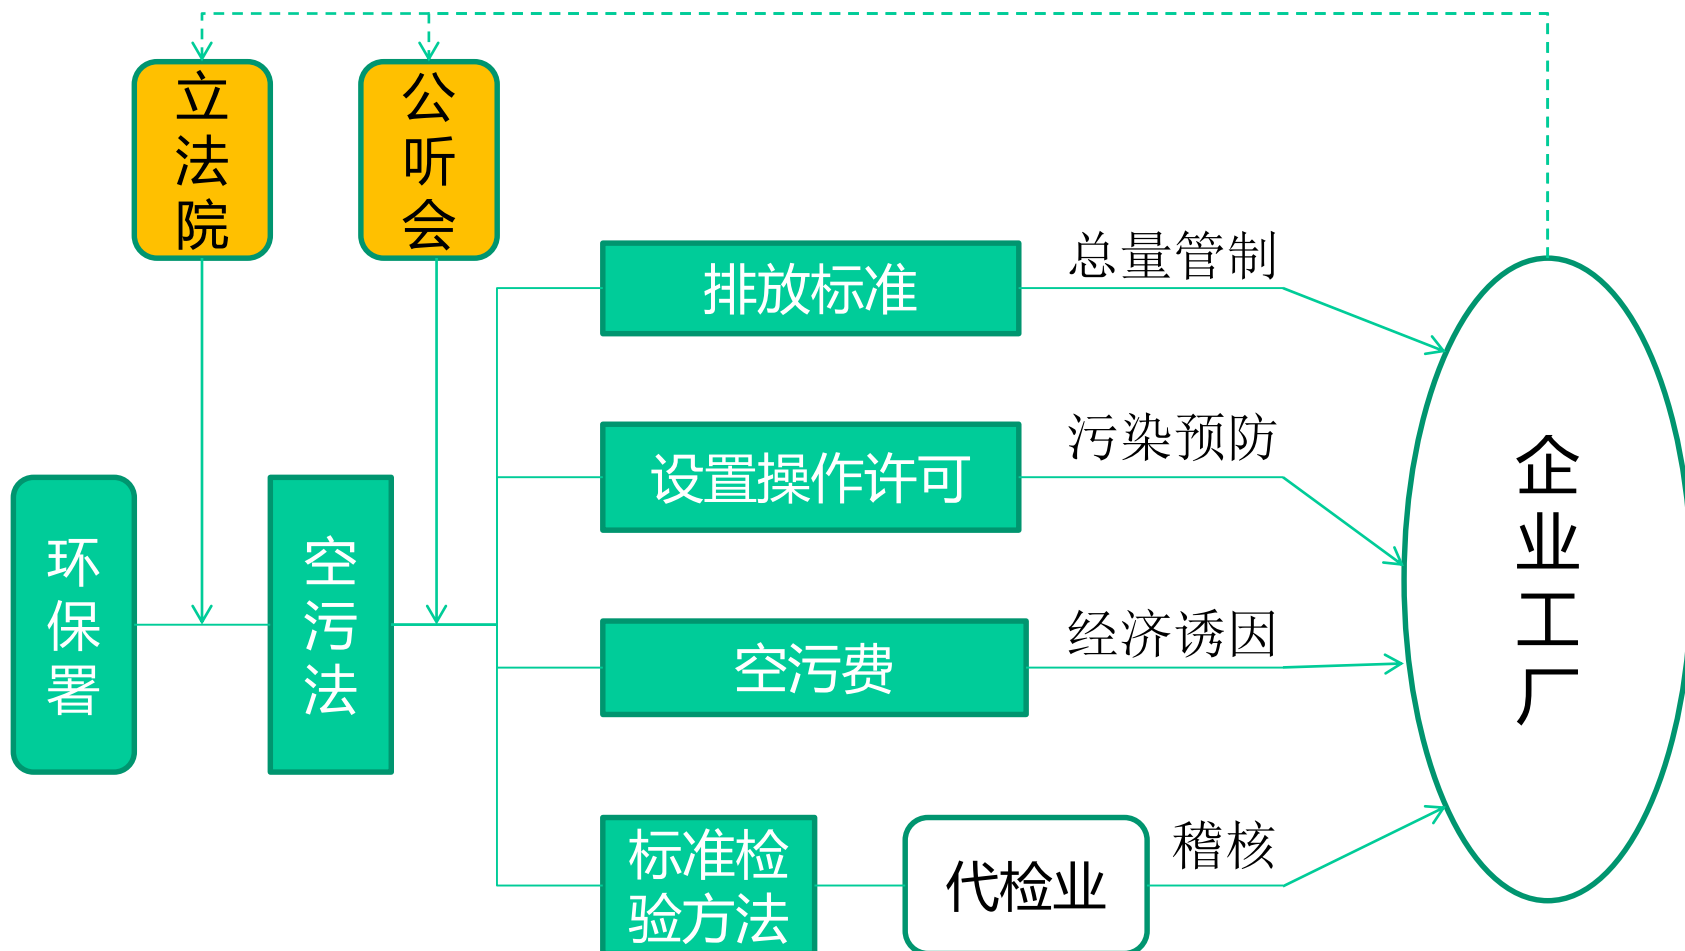 立法院
公听会
排放标准
总量管制
设置操作许可
污染预防
环保署
空污法
空污费
经济诱因
标准检
验方法
代检业
稽核
企业工厂